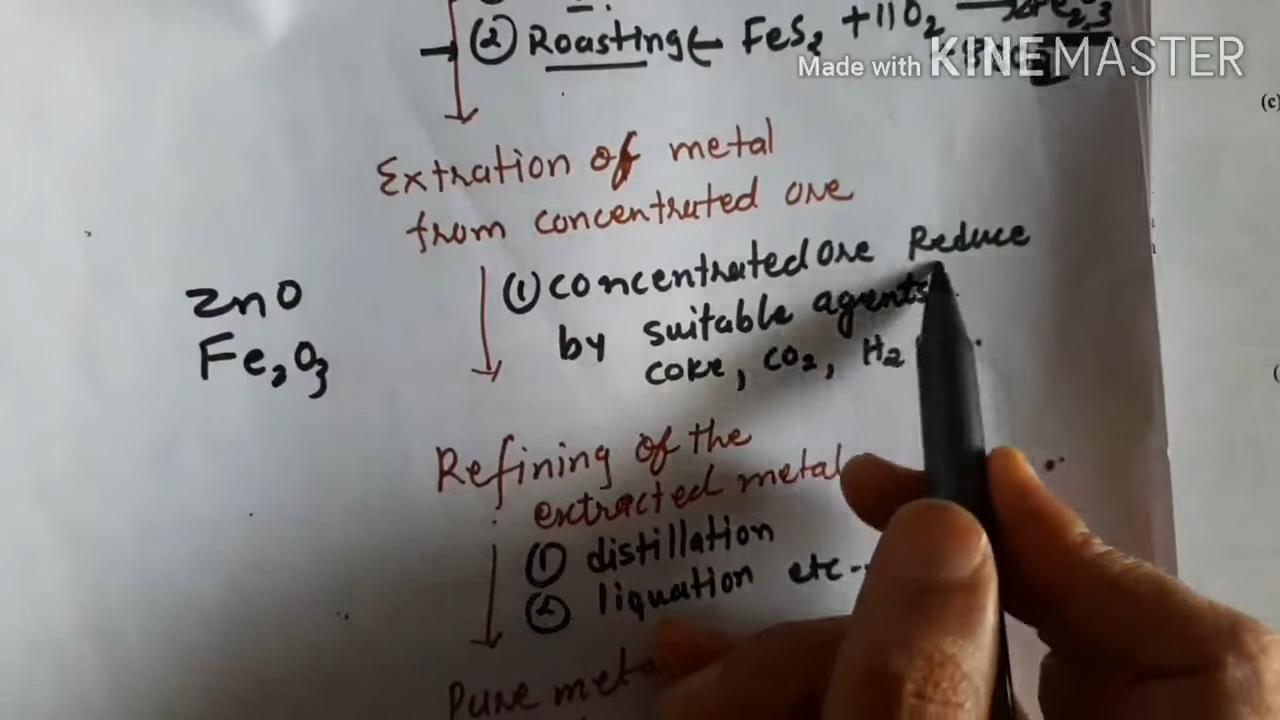 ② Roasting FeS2 + 11O2
Made with KINEMASTER
Extration of metal
from concentrated ore
① concentrated ore Reduce
by suitable agents
coke, CO2, H2
ZnO
Fe2O3
Refining of the
extracted metal
① distillation
② liquation etc..
Pure
(c)